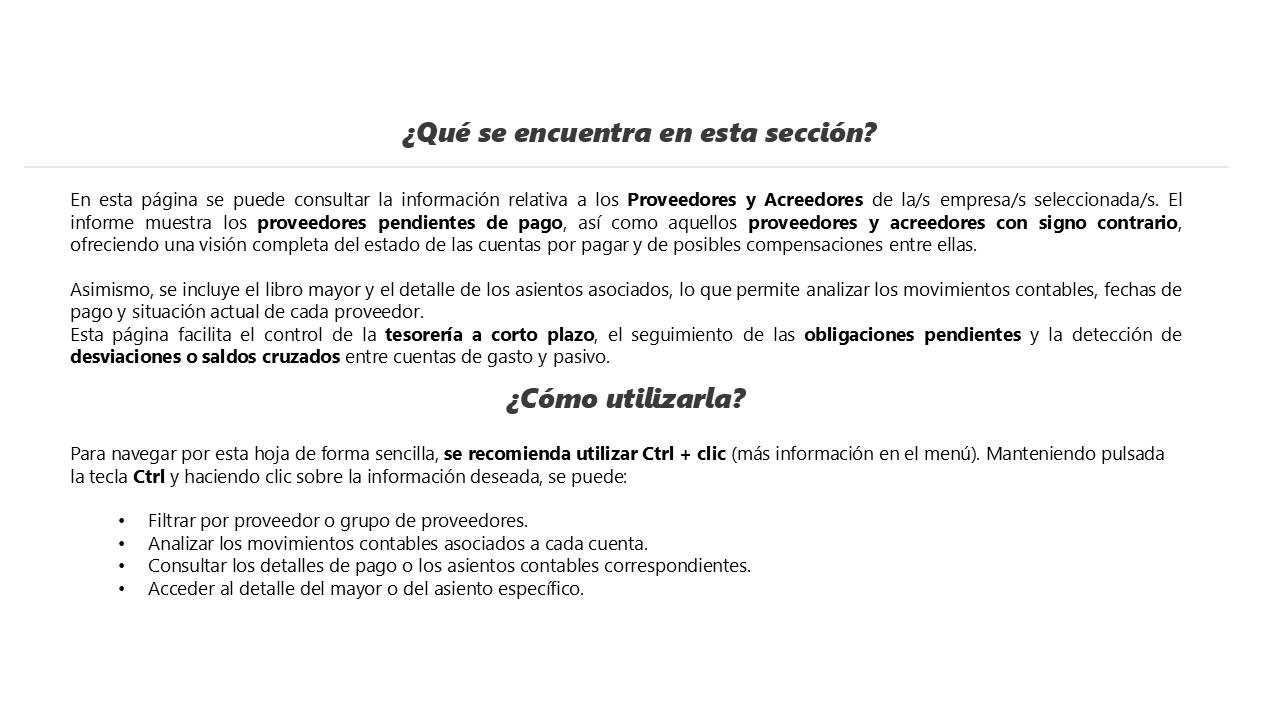 ¿Qué se encuentra en esta sección?
En esta página se puede consultar la información relativa a los Proveedores y Acreedores de la/s empresa/s seleccionada/s. El
informe muestra los proveedores pendientes de pago, así como aquellos proveedores y acreedores con signo contrario,
ofreciendo una visión completa del estado de las cuentas por pagar y de posibles compensaciones entre ellas.
Asimismo, se incluye el libro mayor y el detalle de los asientos asociados, lo que permite analizar los movimientos contables, fechas de
pago y situación actual de cada proveedor.
Esta página facilita el control de la tesorería a corto plazo, el seguimiento de las obligaciones pendientes y la detección de
desviaciones o saldos cruzados entre cuentas de gasto y pasivo.
¿Cómo utilizarla?
Para navegar por esta hoja de forma sencilla, se recomienda utilizar Ctrl + clic (más información en el menú). Manteniendo pulsada
la tecla Ctrl y haciendo clic sobre la información deseada, se puede:
• Filtrar por proveedor o grupo de proveedores.
• Analizar los movimientos contables asociados a cada cuenta.
• Consultar los detalles de pago o los asientos contables correspondientes.
• Acceder al detalle del mayor o del asiento específico.